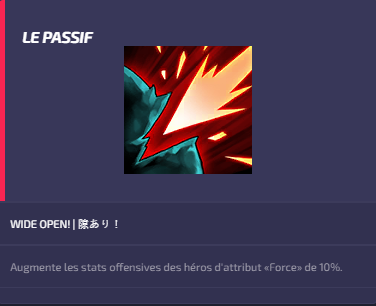 LE PASSIF
WIDE OPEN! | 隙あり！
Augmente les stats offensives des héros d'attribut «Force» de 10%.